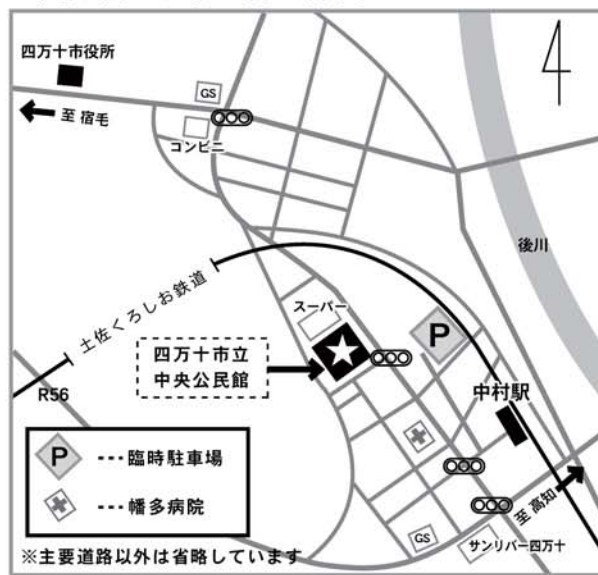 四万十市役所
GS
至 宿毛
コンビニ
後川
土佐くろしお鉄道
スーパー
P
四万十市立
中央公民館
中村駅
R56
P ---臨時駐車場
---幡多病院
至 高知
GS
サンリバー四万十
※主要道路以外は省略しています